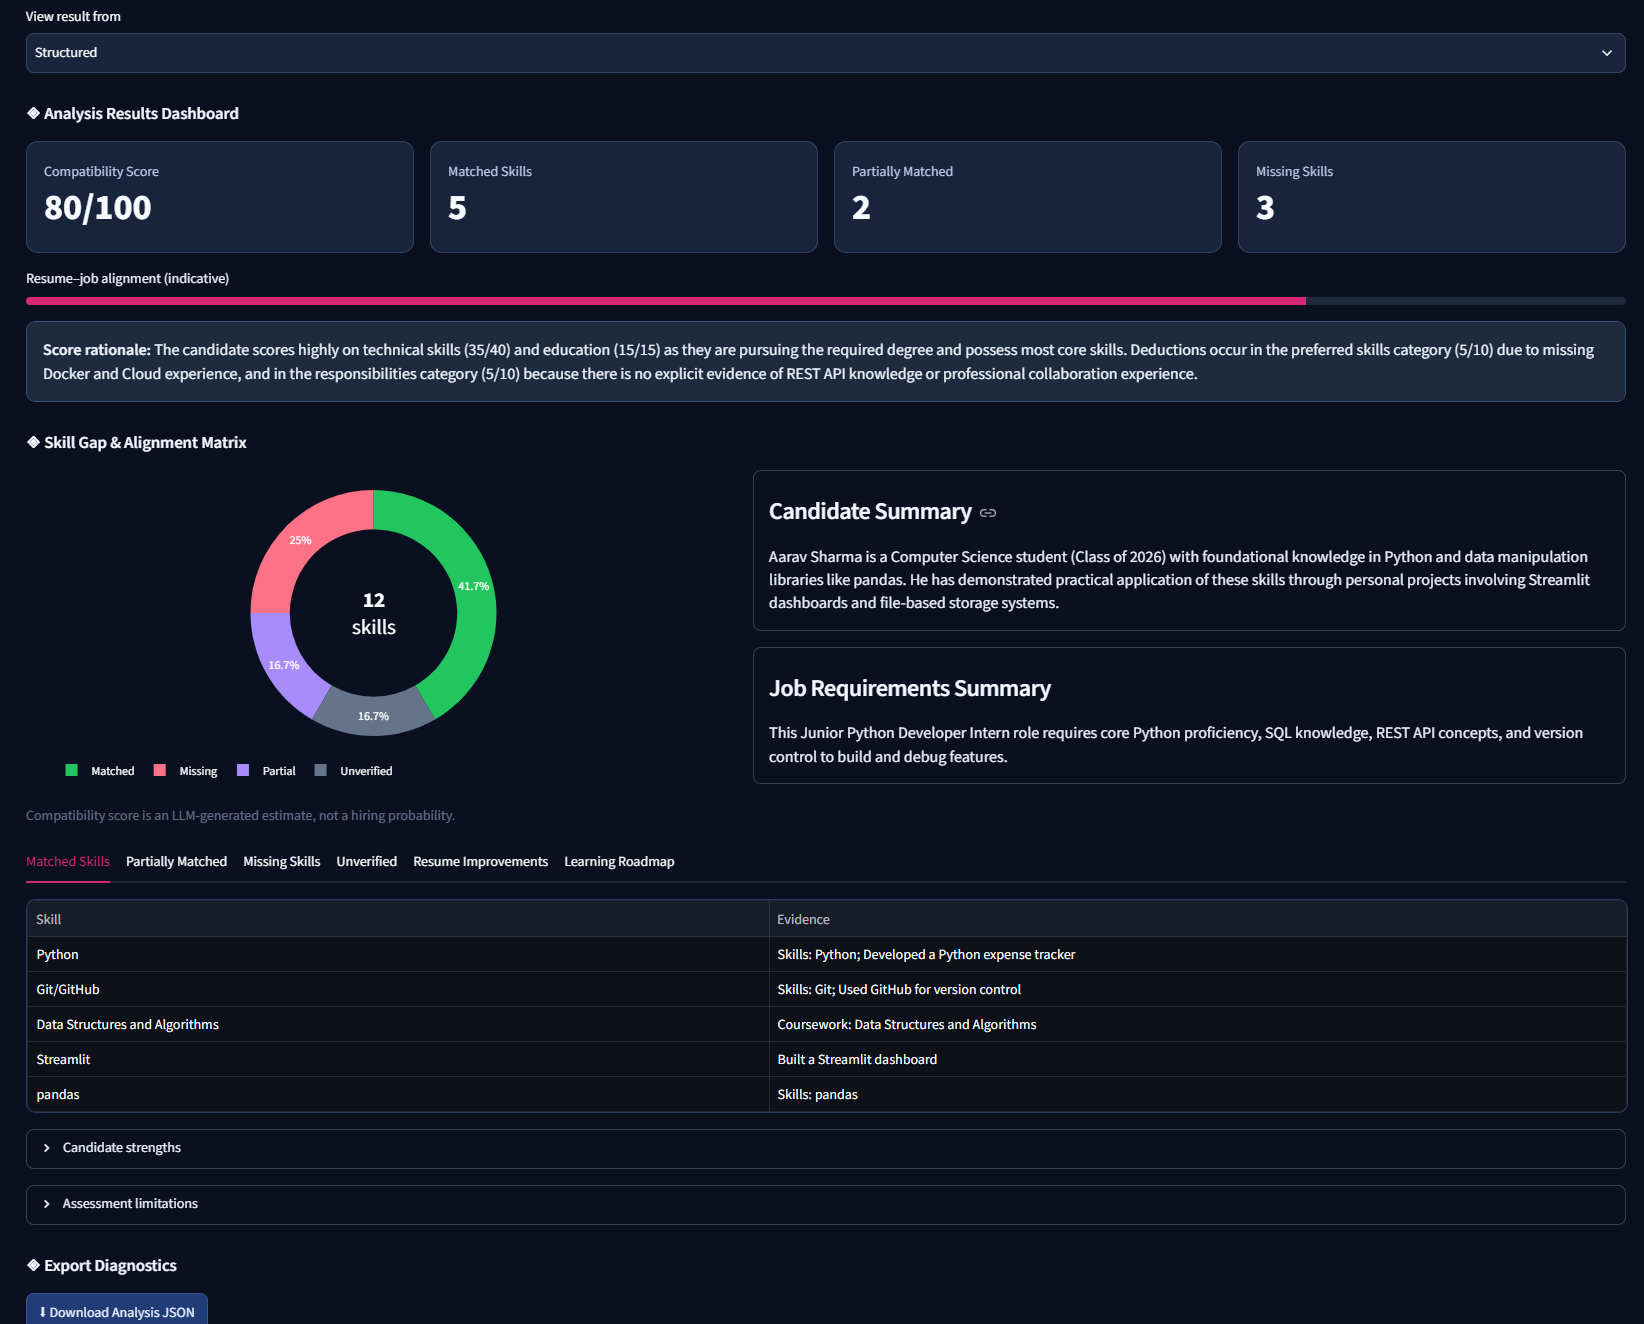 View result from
Structured
Analysis Results Dashboard
Compatibility Score
80/100
Matched Skills
5
Partially Matched
2
Missing Skills
3
Resume–job alignment (indicative)
Score rationale: The candidate scores highly on technical skills (35/40) and education (15/15) as they are pursuing the required degree and possess most core skills. Deductions occur in the preferred skills category (5/10) due to missing
Docker and Cloud experience, and in the responsibilities category (5/10) because there is no explicit evidence of REST API knowledge or professional collaboration experience.
Skill Gap & Alignment Matrix
25%
41.7%
12
skills
16.7%
16.7%
Matched
Missing
Partial
Unverified
Candidate Summary
Aarav Sharma is a Computer Science student (Class of 2026) with foundational knowledge in Python and data manipulation
libraries like pandas. He has demonstrated practical application of these skills through personal projects involving Streamlit
dashboards and file-based storage systems.
Job Requirements Summary
This Junior Python Developer Intern role requires core Python proficiency, SQL knowledge, REST API concepts, and version
control to build and debug features.
Compatibility score is an LLM-generated estimate, not a hiring probability.
Matched Skills
Partially Matched
Missing Skills
Unverified
Resume Improvements
Learning Roadmap
Skill
Evidence
Python
Skills: Python; Developed a Python expense tracker
Git/GitHub
Skills: Git; Used GitHub for version control
Data Structures and Algorithms
Coursework: Data Structures and Algorithms
Streamlit
Built a Streamlit dashboard
pandas
Skills: pandas
Candidate strengths
Assessment limitations
Export Diagnostics
Download Analysis JSON